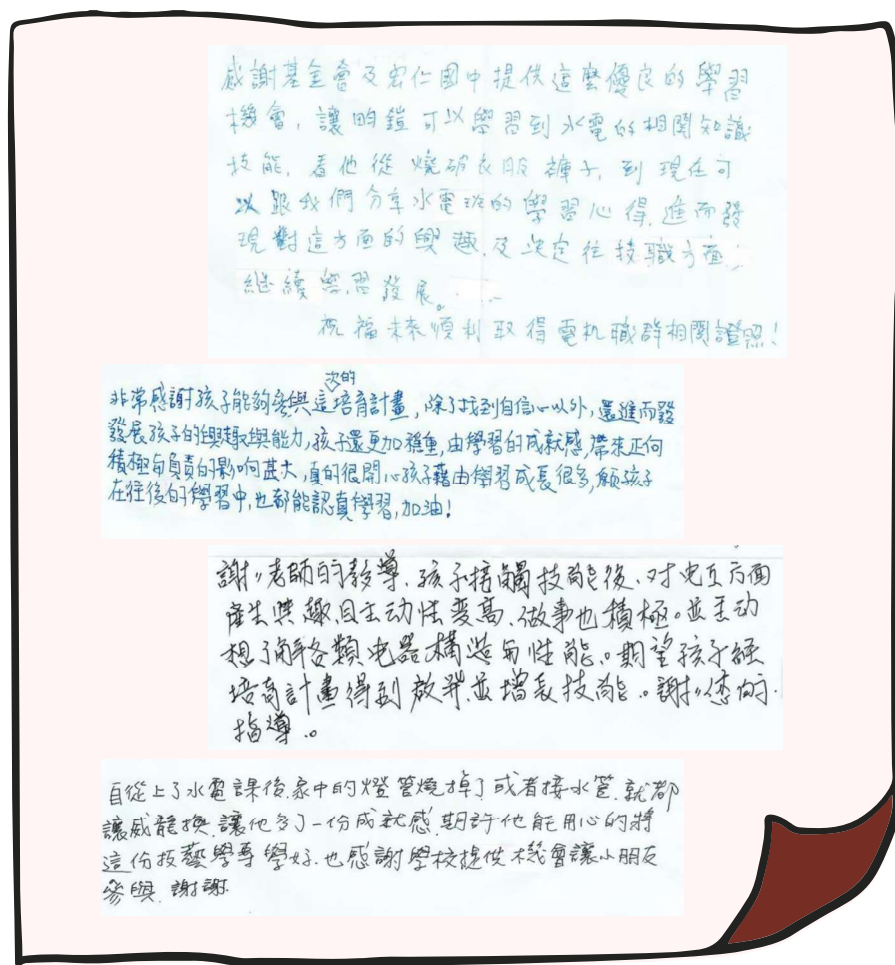 感謝基金會及宏仁國中提供這麼優良的學習
機會，讓昀鎧可以學習到水電的相關知識
技能，看他從燒破衣服褲子，到現在可
以跟我們分享水電班的學習心得，進而發
現對這方面的興趣，及決定往技職方面
繼續學習發展。
祝福未來順利取得電机職群相關證照！
次的
非常感謝孩子能夠參與這培育計畫，除了找到自信心以外，還進而發
發展孩子的興趣與能力，孩子還更加穩重，由學習的成就感，帶來正向
積極与負責的影响甚大，真的很開心孩子藉由學習成長很多，願孩子
在往後的學習中，也都能認真學習，加油！
謝〃老師的教導．孩子接觸技能後．对电工方面
產生興趣．自主动性變高．做事也積極。並主动
想了解各類电器構造与性能。期望孩子經
培育計畫得到啟発並增長技能。謝〃您的
指導。
自從上了水電課後．家中的燈管燒掉了或者接水管．就都
讓威龍換．讓他多了一份成就感．期許他能用心的將
這份技藝學專學好．也感謝學校提供機會讓小朋友
參與．謝謝．